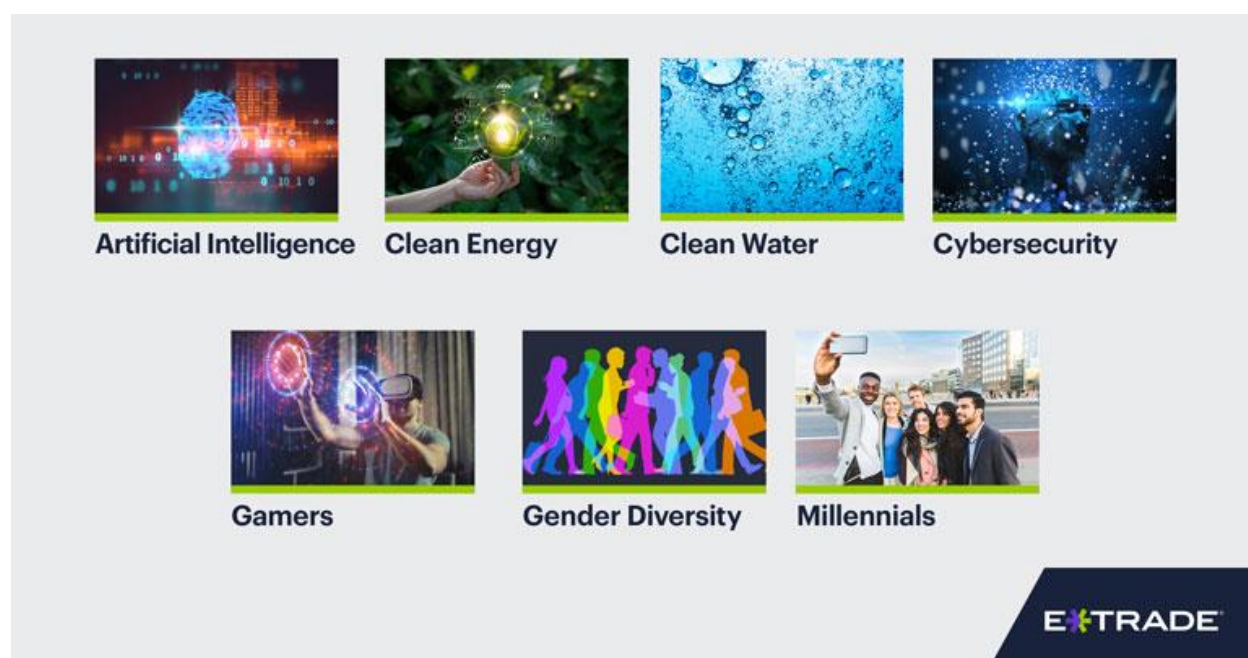 Artificial Intelligence
Clean Energy
Clean Water
Cybersecurity
Gamers
Gender Diversity
Millennials
E*TRADE®